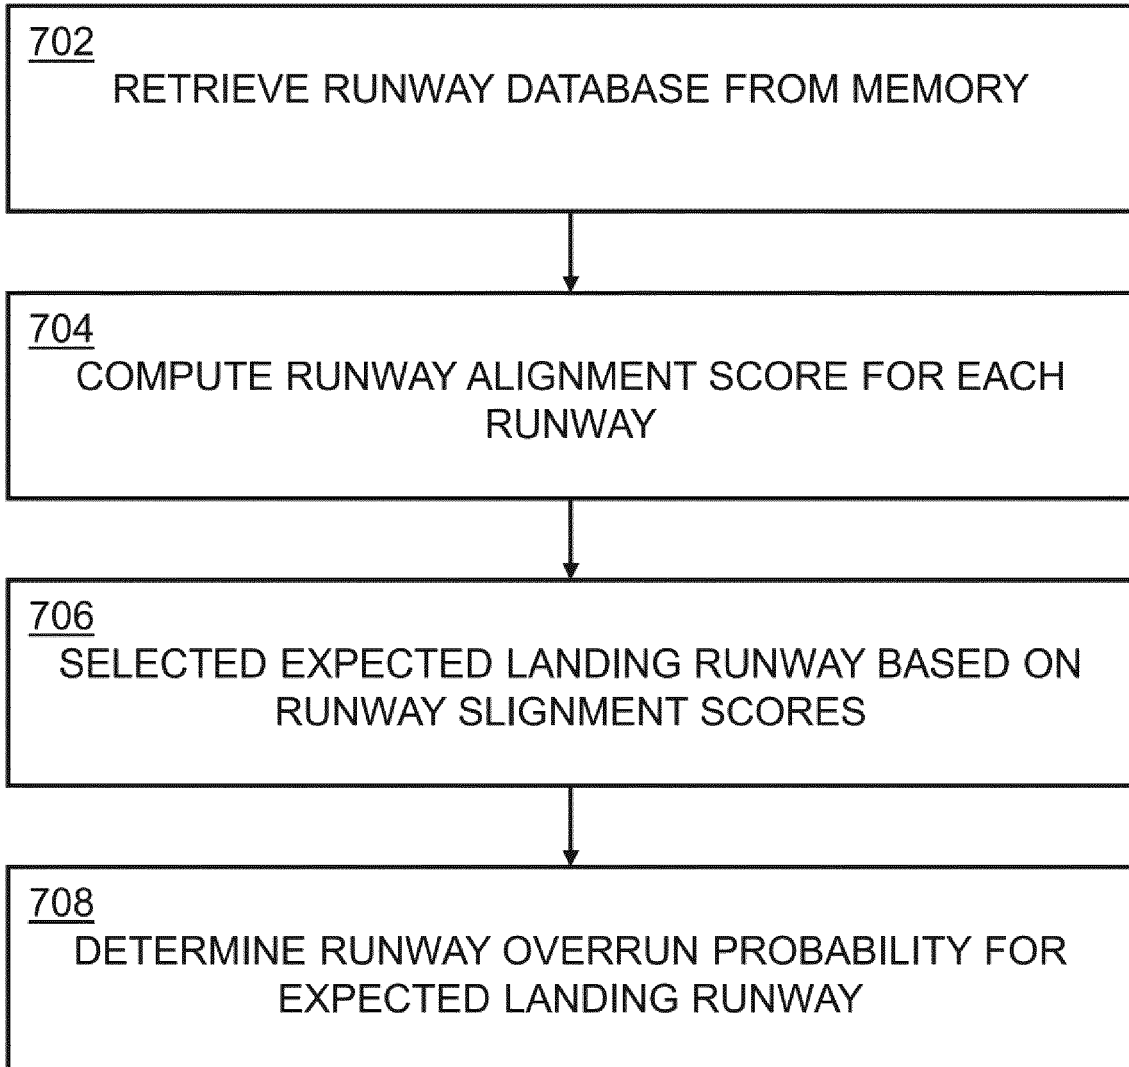 702
RETRIEVE RUNWAY DATABASE FROM MEMORY
704
COMPUTE RUNWAY ALIGNMENT SCORE FOR EACH
RUNWAY
706
SELECTED EXPECTED LANDING RUNWAY BASED ON
RUNWAY SLIGNMENT SCORES
708
DETERMINE RUNWAY OVERRUN PROBABILITY FOR
EXPECTED LANDING RUNWAY